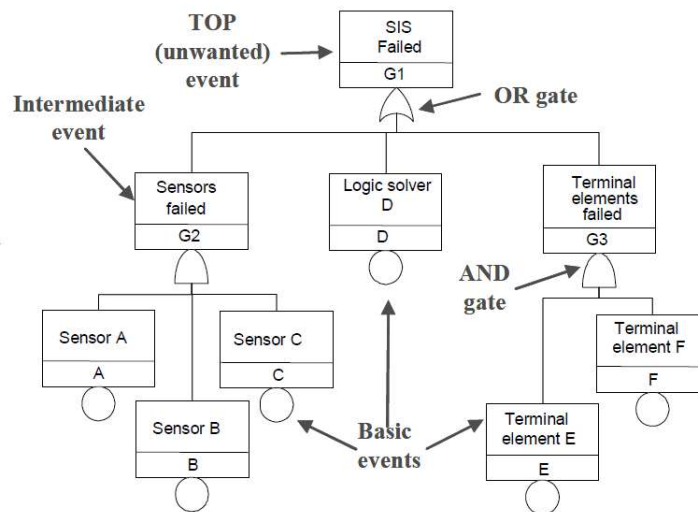 TOP
(unwanted)
event
SIS
Failed
G1
OR gate
Intermediate
event
Sensors
failed
G2
Logic solver
D
D
Terminal
elements
failed
G3
AND
gate
Sensor A
A
Sensor C
C
Terminal
element F
F
Sensor B
B
Basic
events
Terminal
element E
E